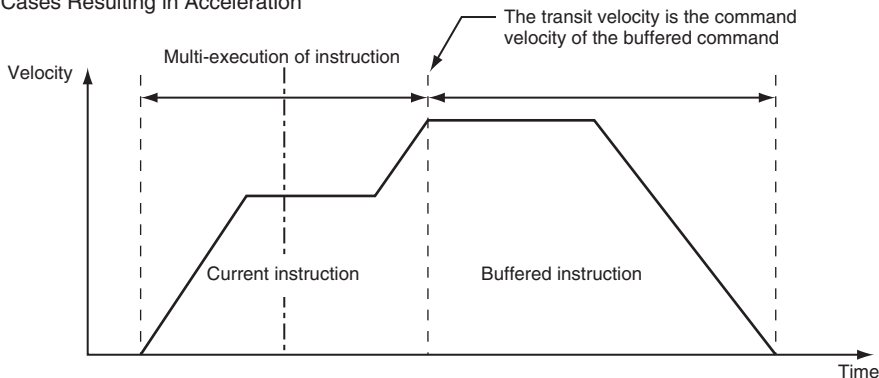 Cases Resulting in Acceleration
The transit velocity is the command
velocity of the buffered command
Multi-execution of instruction
Velocity
Current instruction
Buffered instruction
Time